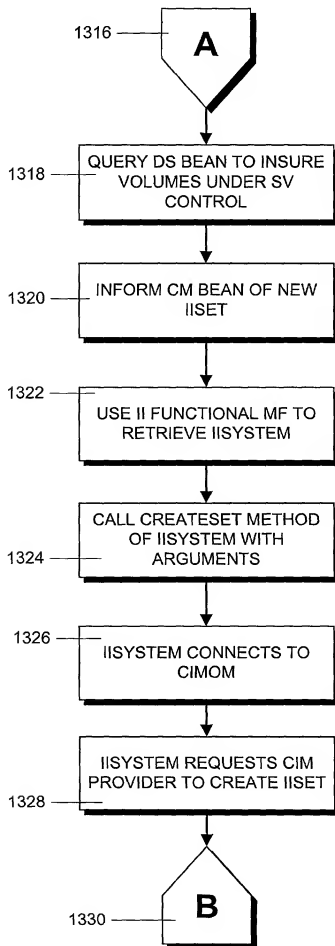 1316
A
1318
QUERY DS BEAN TO INSURE
VOLUMES UNDER SV
CONTROL
1320
INFORM CM BEAN OF NEW
IISET
1322
USE II FUNCTIONAL MF TO
RETRIEVE IISYSTEM
CALL CREATESET METHOD
OF IISYSTEM WITH
ARGUMENTS
1324
1326
IISYSTEM CONNECTS TO
CIMOM
IISYSTEM REQUESTS CIM
PROVIDER TO CREATE IISET
1328
B
1330